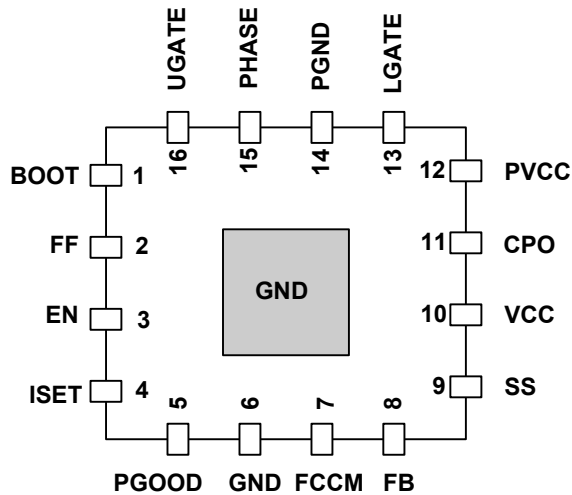 UGATE
PHASE
PGND
LGATE
16
15
14
13
BOOT 1
12 PVCC
FF 2
11 CPO
GND
EN 3
10 VCC
ISET 4
9 SS
5
6
7
8
PGOOD GND FCCM FB